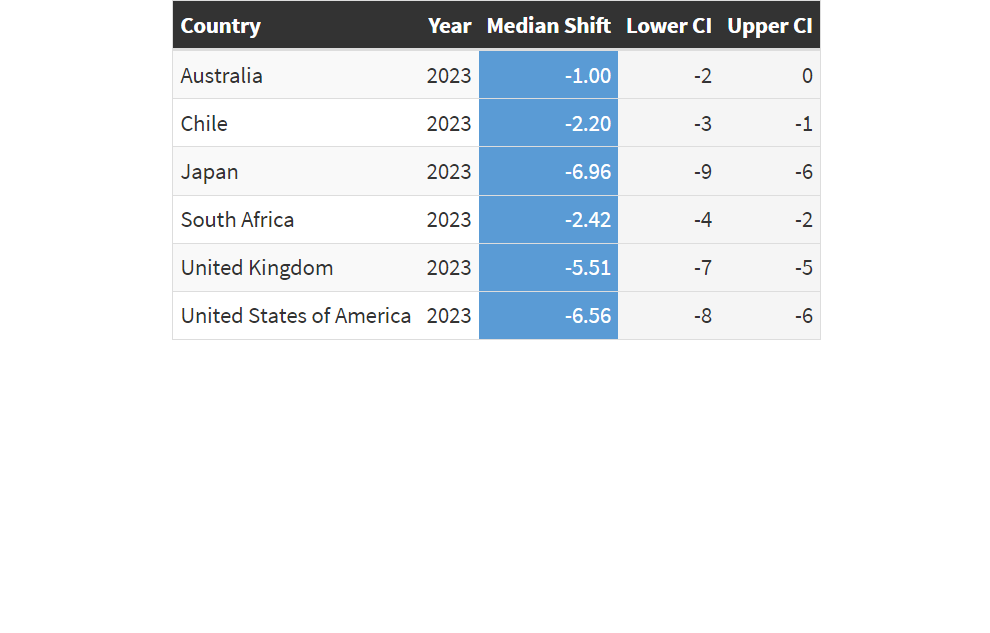 Country Year Median Shift Lower CI Upper CI
Australia 2023 -1.00 -2 0
Chile 2023 -2.20 -3 -1
Japan 2023 -6.96 -9 -6
South Africa 2023 -2.42 -4 -2
United Kingdom 2023 -5.51 -7 -5
United States of America 2023 -6.56 -8 -6